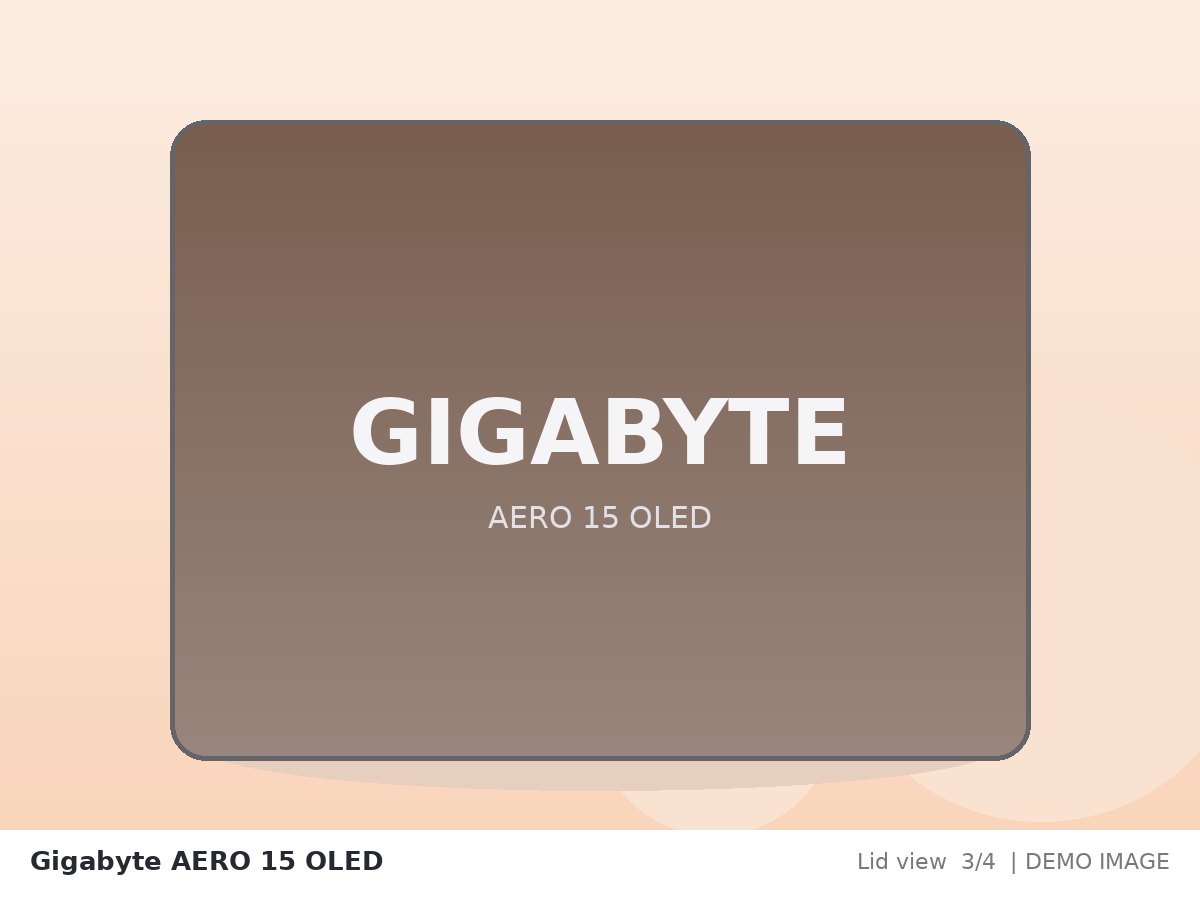 GIGABYTE
AERO 15 OLED
Gigabyte AERO 15 OLED
Lid view  3/4  | DEMO IMAGE